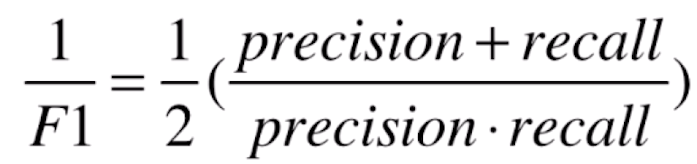 1/F1 = 1/2 (precision + recall / precision · recall)